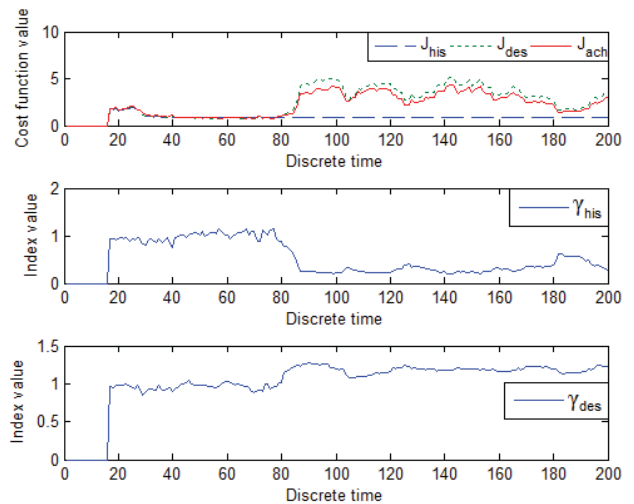 10
5
0
Cost function value
J_his J_des J_ach
0 20 40 60 80 100 120 140 160 180 200
Discrete time
2
1
0
Index value
γ_his
0 20 40 60 80 100 120 140 160 180 200
Discrete time
1.5
1
0.5
0
Index value
γ_des
0 20 40 60 80 100 120 140 160 180 200
Discrete time